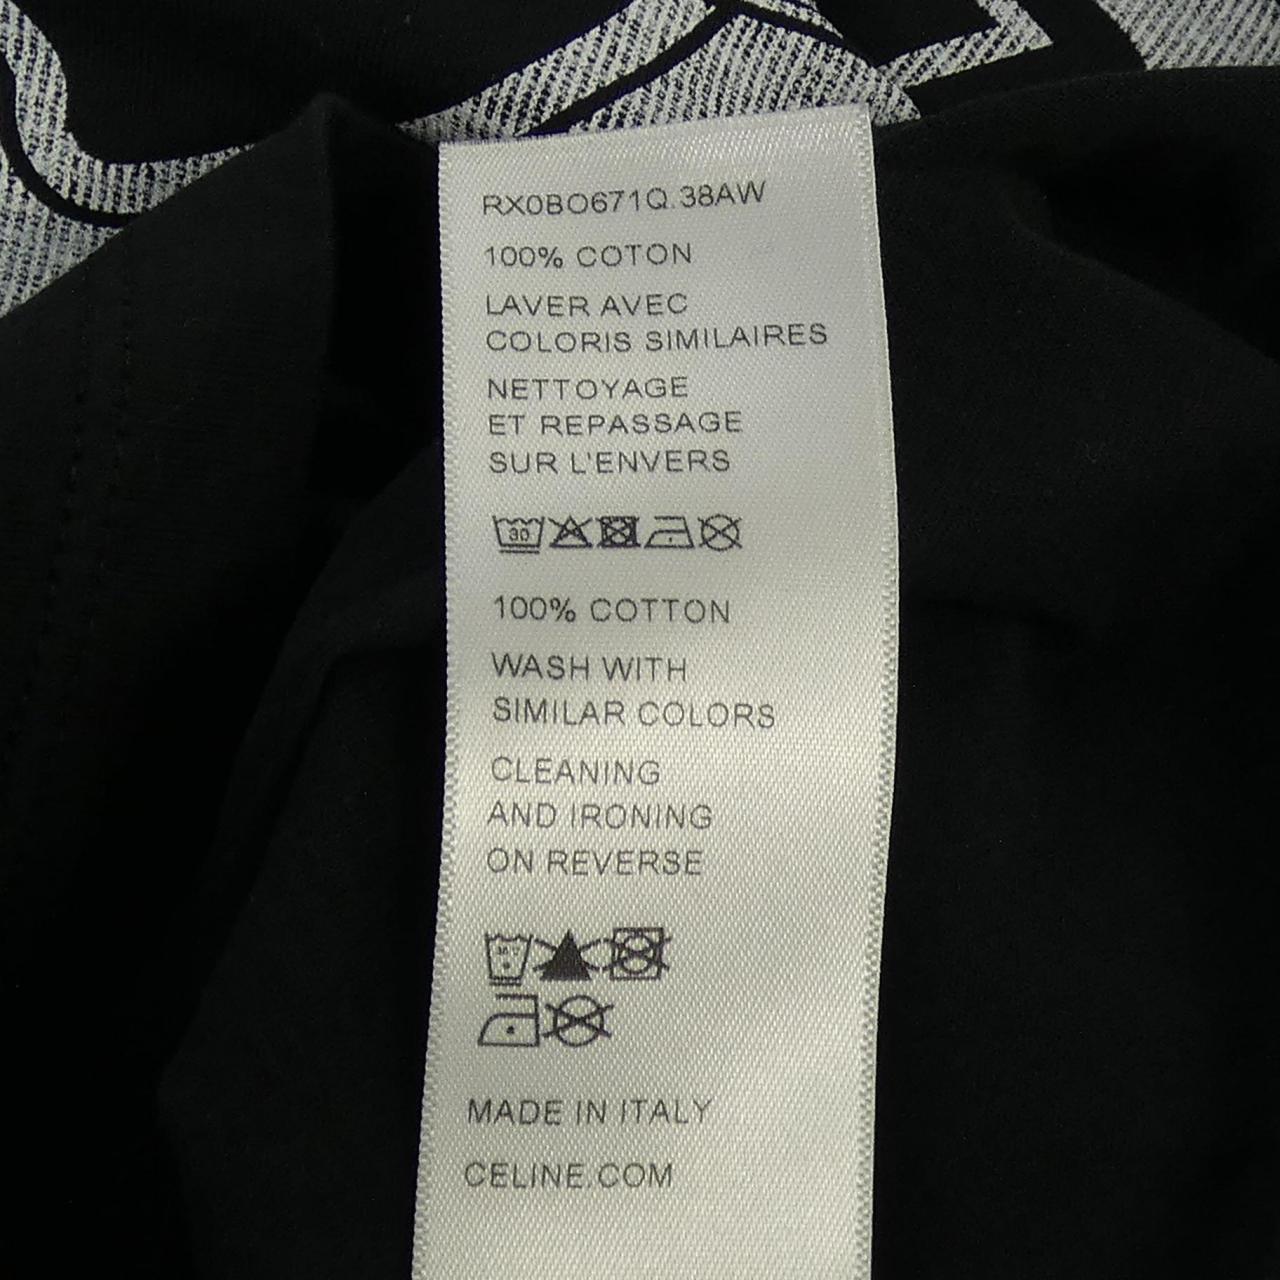 RX0BO671Q.38AW
100% COTON
LAVER AVEC
COLORIS SIMILAIRES
NETTOYAGE
ET REPASSAGE
SUR L'ENVERS
30
100% COTTON
WASH WITH
SIMILAR COLORS
CLEANING
AND IRONING
ON REVERSE
MADE IN ITALY
CELINE.COM